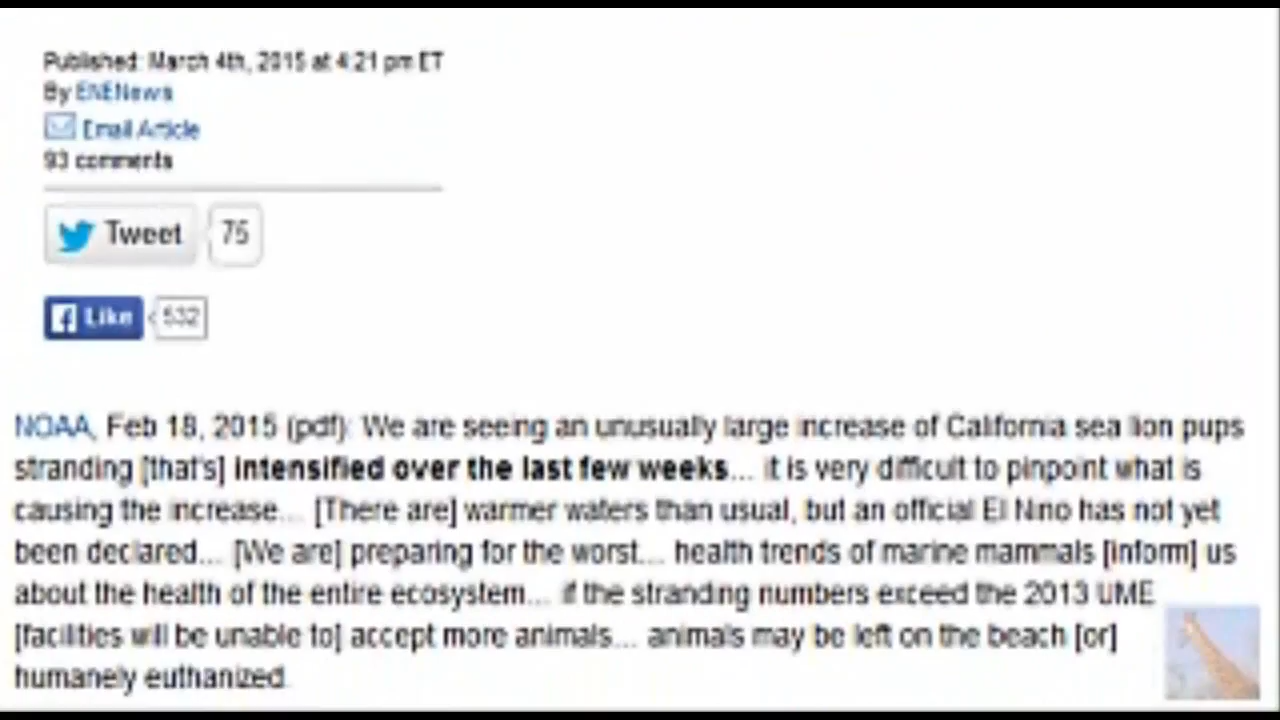 Published: March 4th, 2015 at 4:21 pm ET
By ENENews
Email Article
93 comments
Tweet 75
Like 532
NOAA, Feb 18, 2015 (pdf): We are seeing an unusually large increase of California sea lion pups
stranding [that's] intensified over the last few weeks... it is very difficult to pinpoint what is
causing the increase... [There are] warmer waters than usual, but an official El Nino has not yet
been declared... [We are] preparing for the worst... health trends of marine mammals [inform] us
about the health of the entire ecosystem... if the stranding numbers exceed the 2013 UME
[facilities will be unable to] accept more animals... animals may be left on the beach [or]
humanely euthanized.